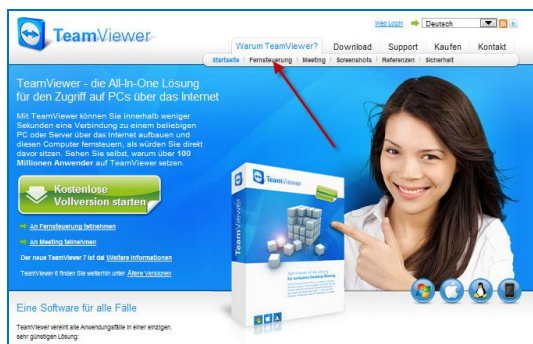 Web Login Deutsch
TeamViewer
Warum TeamViewer? Download Support Kaufen Kontakt
Startseite Fernsteuerung Meeting Screenshots Referenzen Sicherheit
TeamViewer - die All-In-One Lösung
für den Zugriff auf PCs über das Internet
Mit TeamViewer können Sie innerhalb weniger
Sekunden eine Verbindung zu einem beliebigen
PC oder Server über das Internet aufbauen und
diesen Computer fernsteuern, als würden Sie direkt
davor sitzen. Sehen Sie selbst, warum über 100
Millionen Anwender auf TeamViewer setzen.
Kostenlose
Vollversion starten
An Fernsteuerung teilnehmen
An Meeting teilnehmen
Der neue TeamViewer 7 ist da! Weitere Informationen
TeamViewer 6 finden Sie weiterhin unter Ältere Versionen
TeamViewer
TeamViewer
Eine Software für alle Fälle
TeamViewer vereint alle Anwendungsfälle in einer einzigen,
sehr günstigen Lösung: